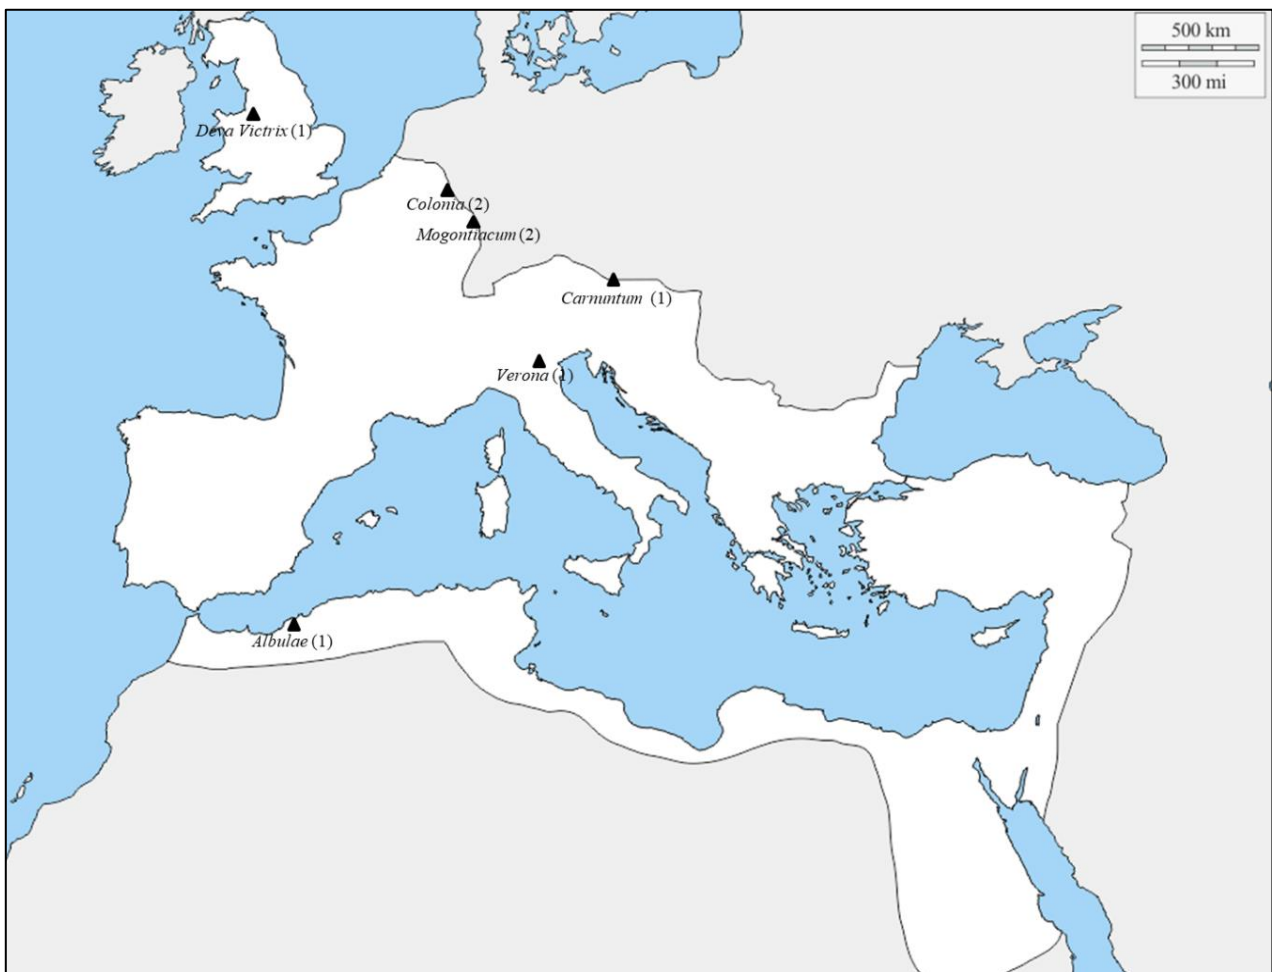 500 km
300 mi
Deva Victrix (1)
Colonia (2)
Mogontiacum (2)
Carnuntum (1)
Verona (1)
Albulae (1)